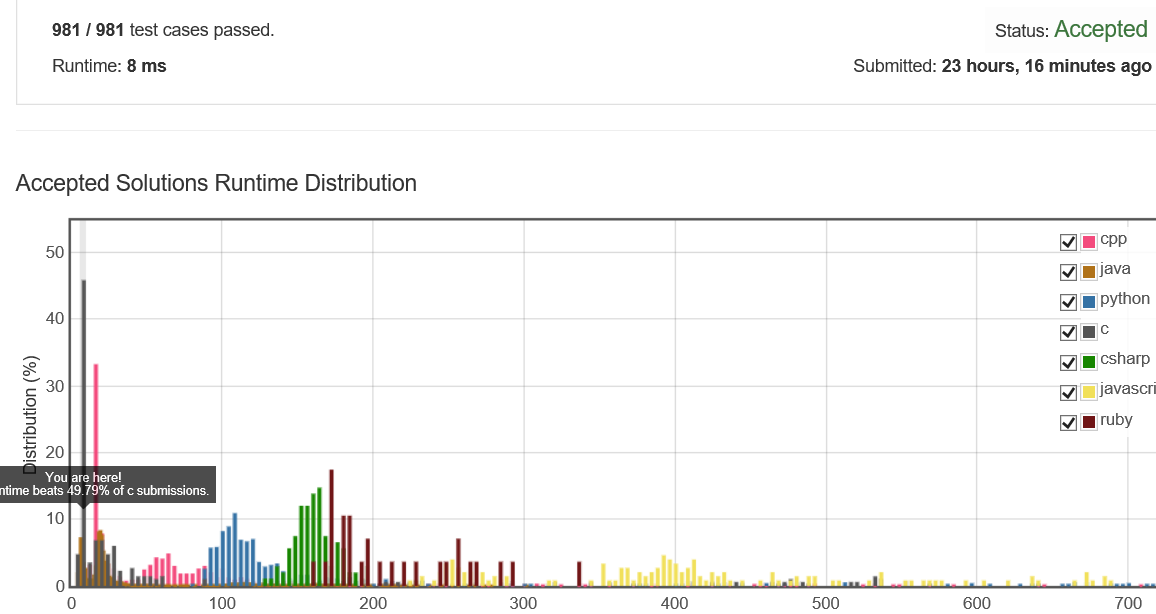 981 / 981 test cases passed.
Status: Accepted
Runtime: 8 ms
Submitted: 23 hours, 16 minutes ago
Accepted Solutions Runtime Distribution
50
40
30
20
10
0
Distribution (%)
You are here!
ntime beats 49.79% of c submissions.
cpp
java
python
c
csharp
javascri
ruby
0 100 200 300 400 500 600 700